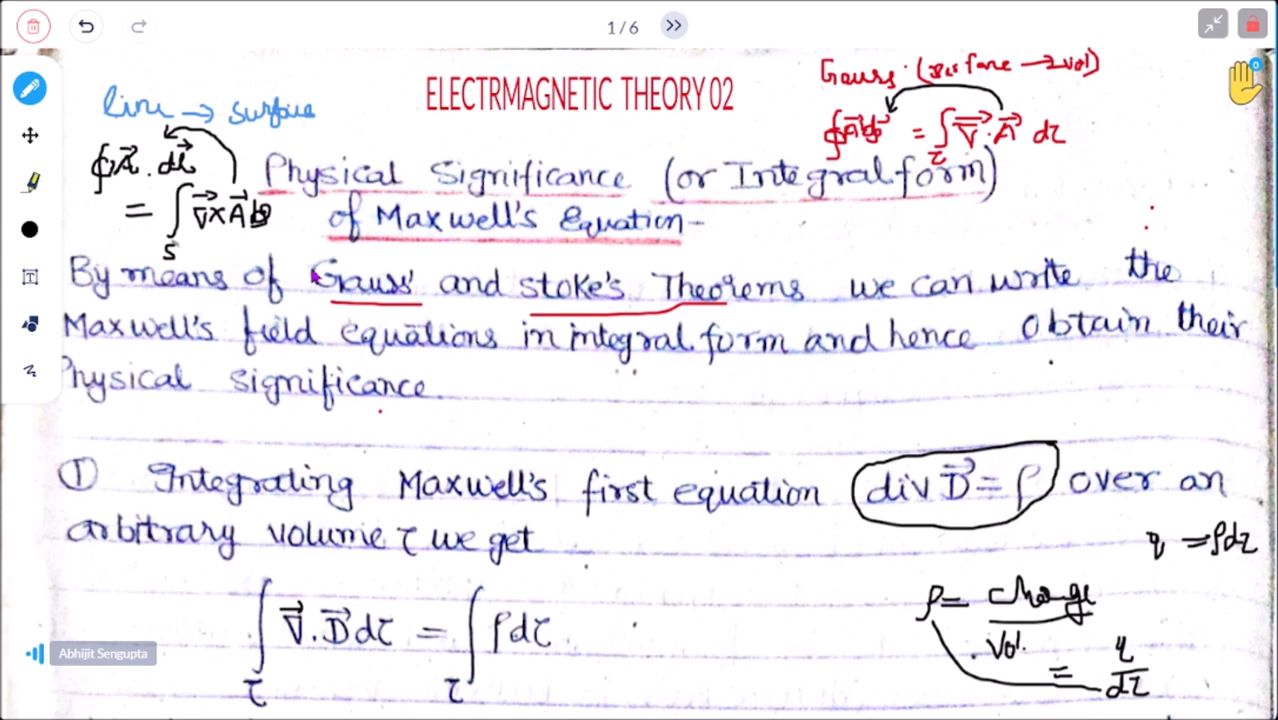 1/6
ELECTRMAGNETIC THEORY 02
Gauss. (surface → vol)
line → surface
∮A⃗ds⃗ = ∫τ ∇⃗.A⃗ dτ
∮A⃗.dl⃗
= ∫s ∇⃗×A⃗ ds
Physical Significance (or Integral form)
of Maxwell's Equation-
By means of Gauss' and stoke's Theorems we can write the
Maxwell's field equations in integral form and hence obtain their
Physical significance.
① Integrating Maxwell's first equation div D⃗ = ρ over an
arbitrary volume τ we get
q = ρdτ
∫τ ∇⃗.D⃗ dτ = ∫τ ρdτ
ρ = charge / Vol.
= q / dτ
Abhijit Sengupta